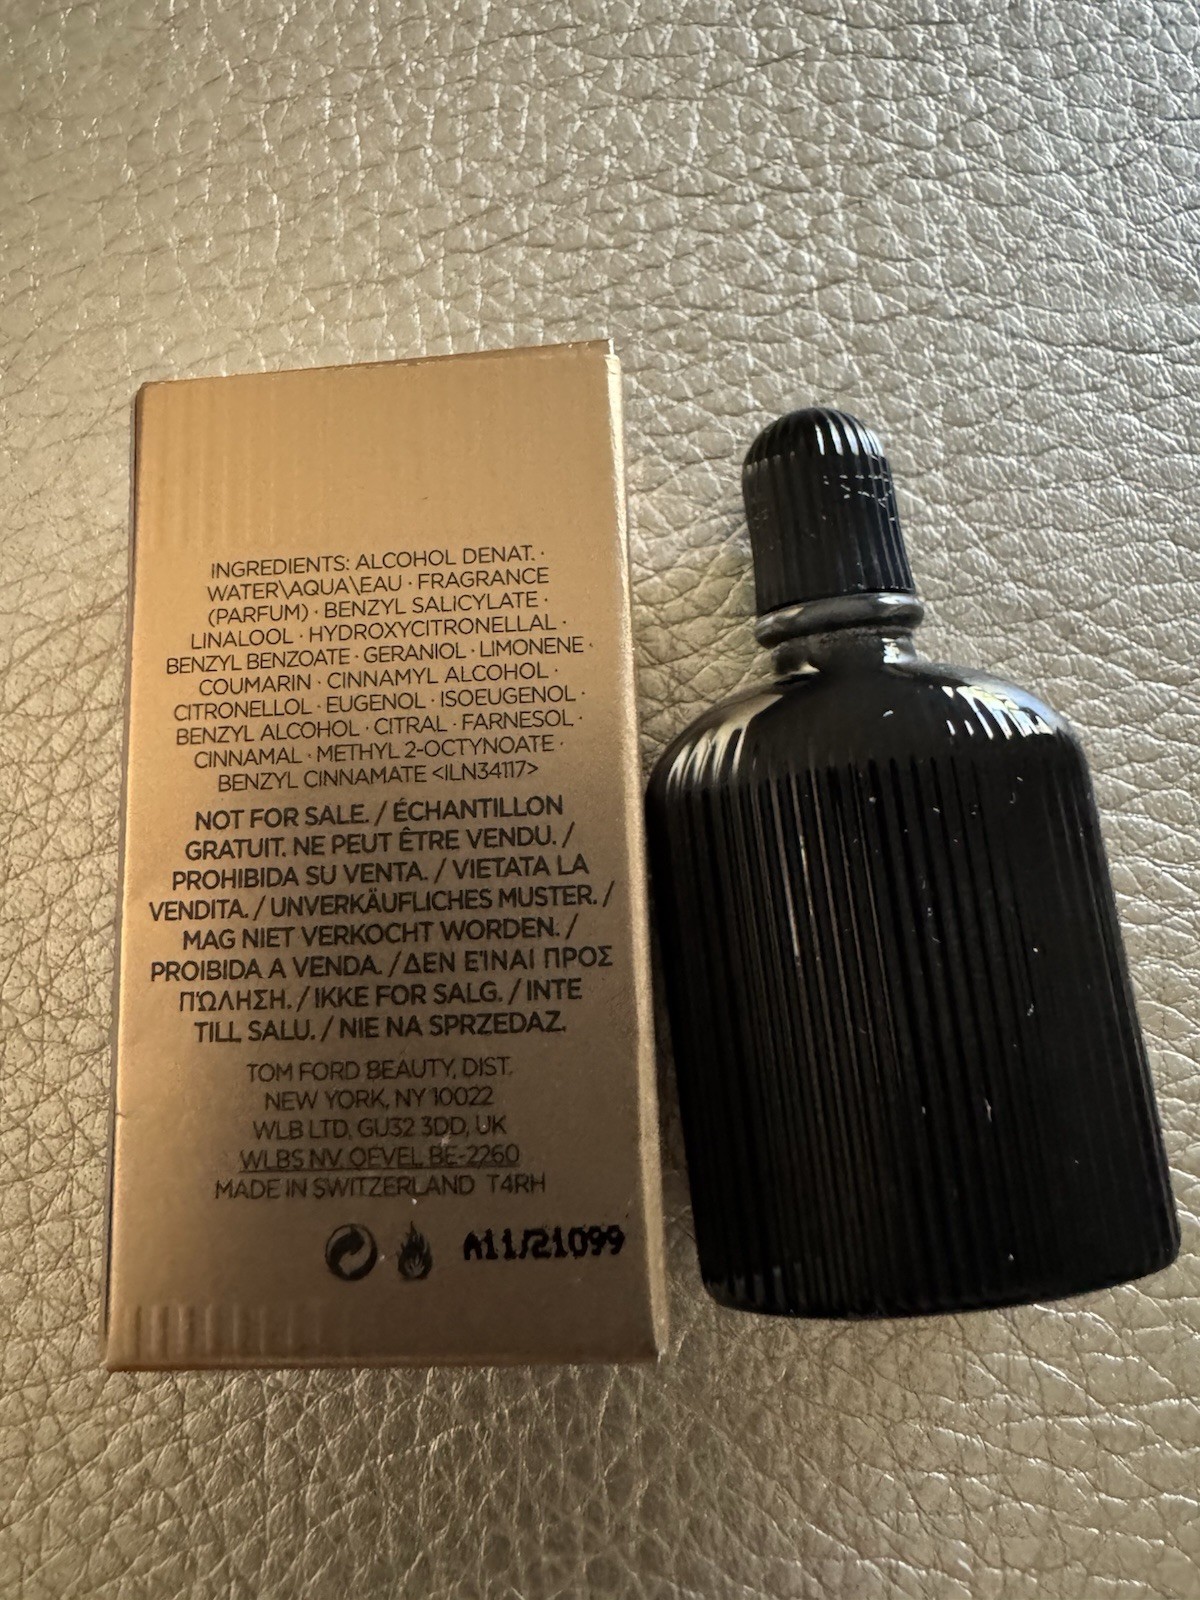 INGREDIENTS: ALCOHOL DENAT. ·
WATER\AQUA\EAU · FRAGRANCE
(PARFUM) · BENZYL SALICYLATE ·
LINALOOL · HYDROXYCITRONELLAL ·
BENZYL BENZOATE · GERANIOL · LIMONENE ·
COUMARIN · CINNAMYL ALCOHOL ·
CITRONELLOL · EUGENOL · ISOEUGENOL ·
BENZYL ALCOHOL · CITRAL · FARNESOL ·
CINNAMAL · METHYL 2-OCTYNOATE ·
BENZYL CINNAMATE <ILN34117>
NOT FOR SALE. / ÉCHANTILLON
GRATUIT. NE PEUT ÊTRE VENDU. /
PROHIBIDA SU VENTA. / VIETATA LA
VENDITA. / UNVERKÄUFLICHES MUSTER. /
MAG NIET VERKOCHT WORDEN. /
PROIBIDA A VENDA. / ΔΕΝ Ε'ΙΝΑΙ ΠΡΟΣ
Π'ΩΛΗΣΗ. / IKKE FOR SALG. / INTE
TILL SALU. / NIE NA SPRZEDAZ.
TOM FORD BEAUTY, DIST.
NEW YORK, NY 10022
WLB LTD, GU32 3DD, UK
WLBS NV. OEVEL BE-2260
MADE IN SWITZERLAND T4RH
A11/21099